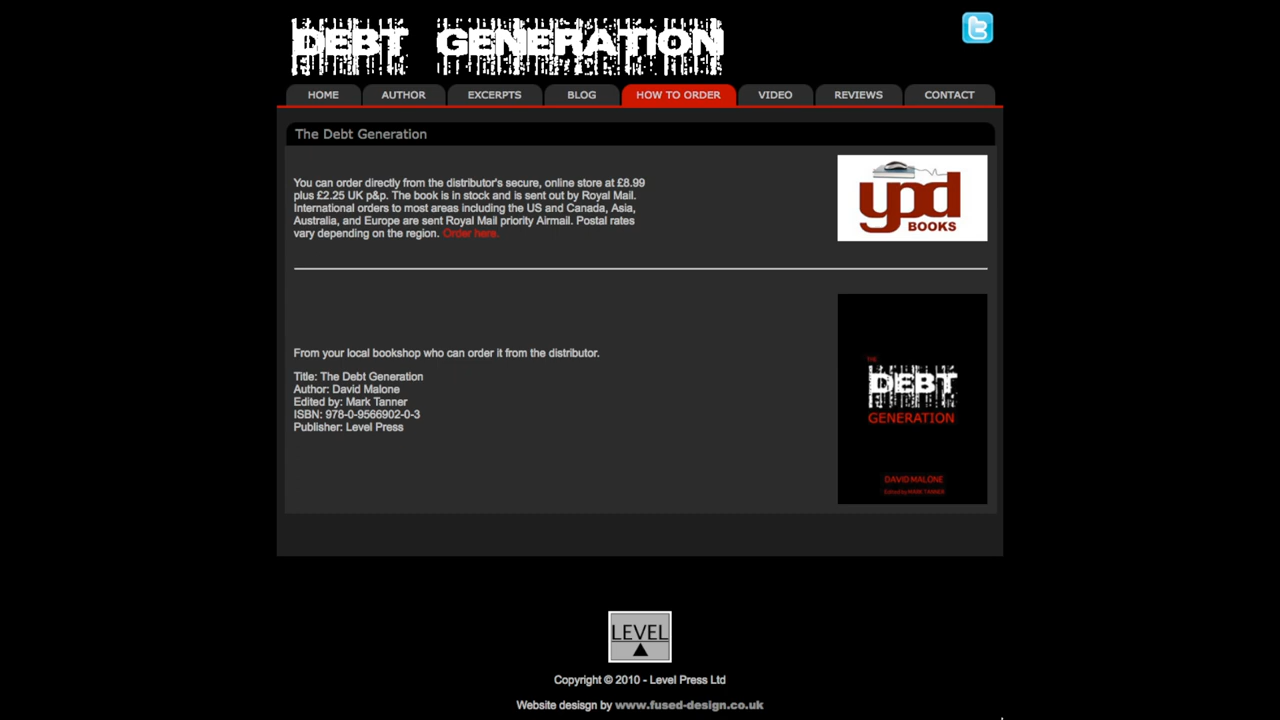 DEBT GENERATION
HOME AUTHOR EXCERPTS BLOG HOW TO ORDER VIDEO REVIEWS CONTACT
The Debt Generation
You can order directly from the distributor's secure, online store at £8.99
plus £2.25 UK p&p. The book is in stock and is sent out by Royal Mail.
International orders to most areas including the US and Canada, Asia,
Australia, and Europe are sent Royal Mail priority Airmail. Postal rates
vary depending on the region. Order here.
ypd
BOOKS
From your local bookshop who can order it from the distributor.
Title: The Debt Generation
Author: David Malone
Edited by: Mark Tanner
ISBN: 978-0-9566902-0-3
Publisher: Level Press
THE
DEBT
GENERATION
DAVID MALONE
Edited by MARK TANNER
LEVEL
Copyright © 2010 - Level Press Ltd
Website desisgn by www.fused-design.co.uk